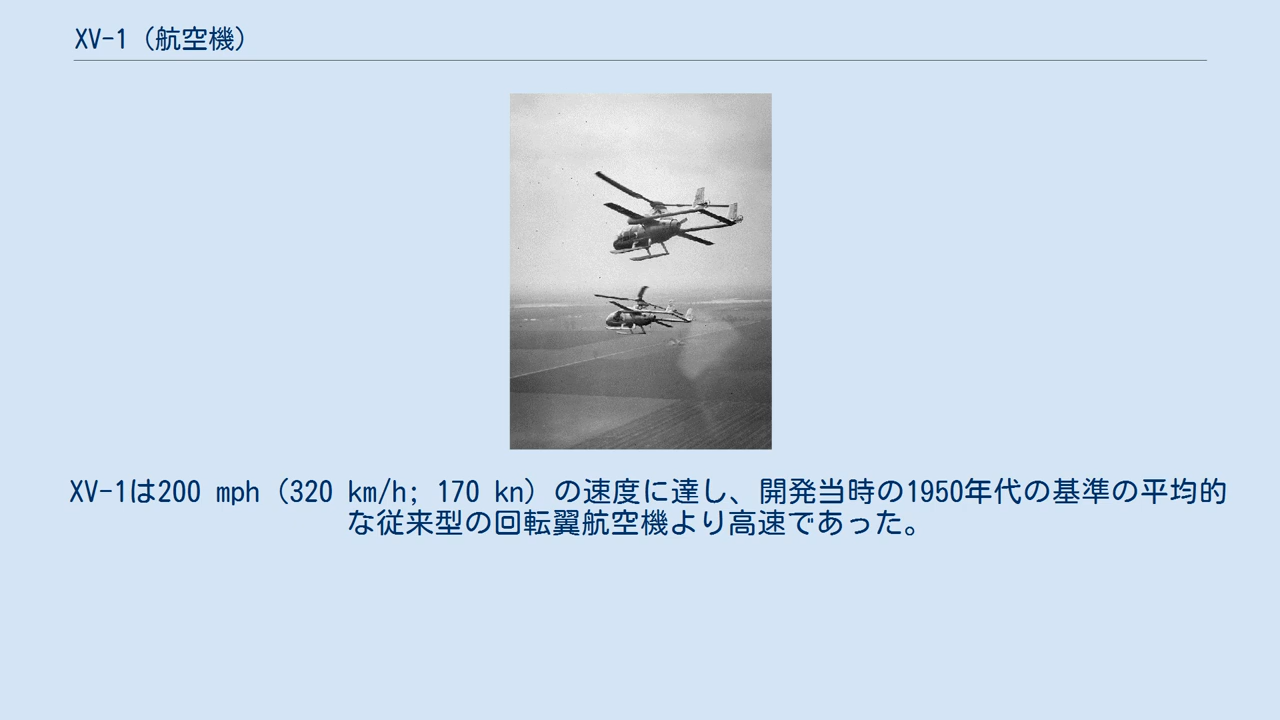 XV-1（航空機）
XV-1は200 mph（320 km/h; 170 kn）の速度に達し、開発当時の1950年代の基準の平均的
な従来型の回転翼航空機より高速であった。